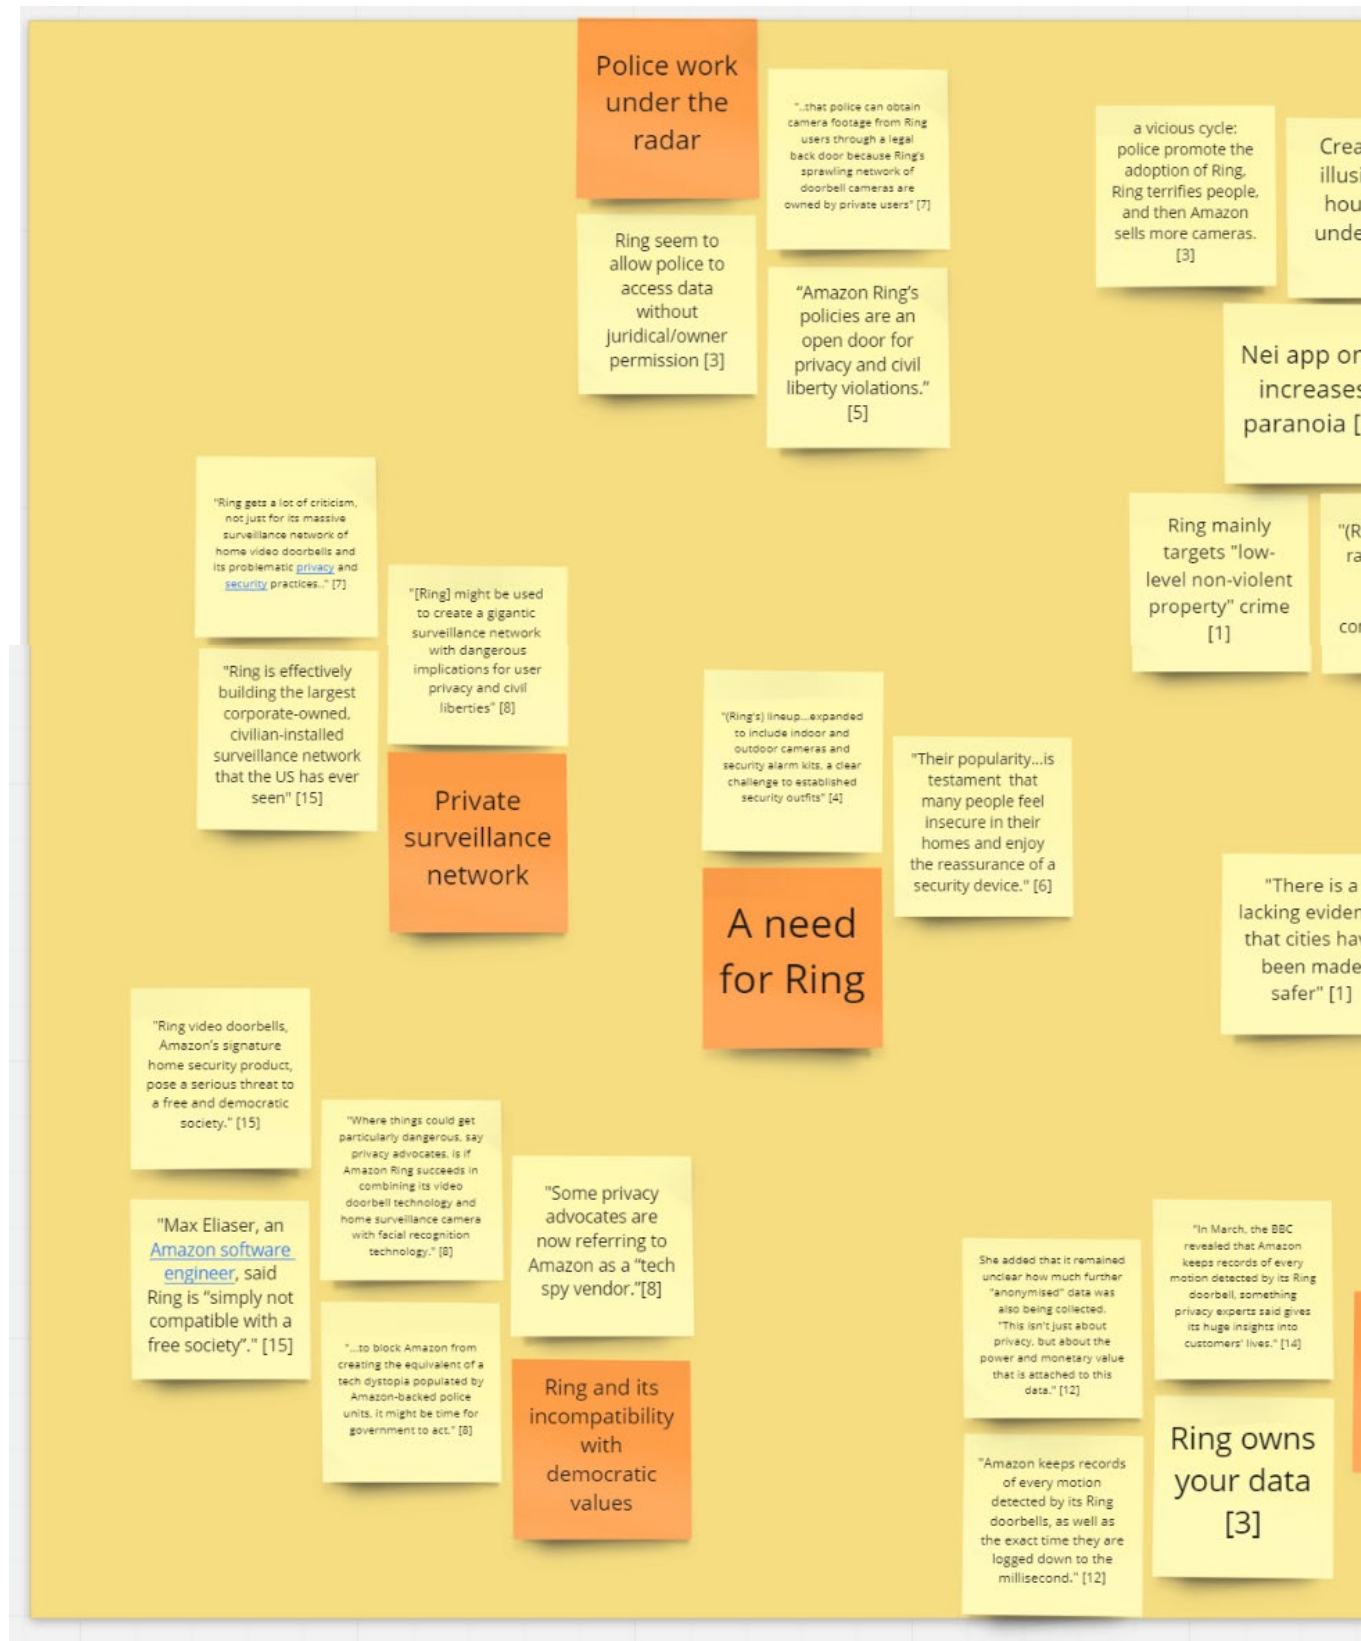 Police work
under the
radar
"..that police can obtain
camera footage from Ring
users through a legal
back door because Ring's
sprawling network of
doorbell cameras are
owned by private users" [7]
Ring seem to
allow police to
access data
without
juridical/owner
permission [3]
“Amazon Ring’s
policies are an
open door for
privacy and civil
liberty violations.”
[5]
a vicious cycle:
police promote the
adoption of Ring,
Ring terrifies people,
and then Amazon
sells more cameras.
[3]
Nei app
increases
paranoia [
Ring mainly
targets "low-
level non-violent
property" crime
[1]
"Ring gets a lot of criticism,
not just for its massive
surveillance network of
home video doorbells and
its problematic privacy and
security practices.." [7]
"[Ring] might be used
to create a gigantic
surveillance network
with dangerous
implications for user
privacy and civil
liberties" [8]
"Ring is effectively
building the largest
corporate-owned,
civilian-installed
surveillance network
that the US has ever
seen" [15]
Private
surveillance
network
"(Ring's) lineup...expanded
to include indoor and
outdoor cameras and
security alarm kits, a clear
challenge to established
security outfits" [4]
"Their popularity...is
testament that
many people feel
insecure in their
homes and enjoy
the reassurance of a
security device." [6]
A need
for Ring
"There is a
lacking
that cities
been made
safer" [1]
"Ring video doorbells,
Amazon’s signature
home security product,
pose a serious threat to
a free and democratic
society." [15]
"Max Eliaser, an
Amazon software
engineer, said
Ring is “simply not
compatible with a
free society”." [15]
"Where things could get
particularly dangerous, say
privacy advocates, is if
Amazon Ring succeeds in
combining its video
doorbell technology and
home surveillance camera
with facial recognition
technology." [8]
"...to block Amazon from
creating the equivalent of a
tech dystopia populated by
Amazon-backed police
units, it might be time for
government to act." [8]
"Some privacy
advocates are
now referring to
Amazon as a “tech
spy vendor."[8]
Ring and its
incompatibility
with
democratic
values
She added that it remained
unclear how much further
"anonymised" data was
also being collected.
"This isn't just about
privacy, but about the
power and monetary value
that is attached to this
data." [12]
"In March, the BBC
revealed that Amazon
keeps records of every
motion detected by its Ring
doorbell, something
privacy experts said gives
its huge insights into
customers' lives." [14]
"Amazon keeps records
of every motion
detected by its Ring
doorbells, as well as
the exact time they are
logged down to the
millisecond." [12]
Ring owns
your data
[3]